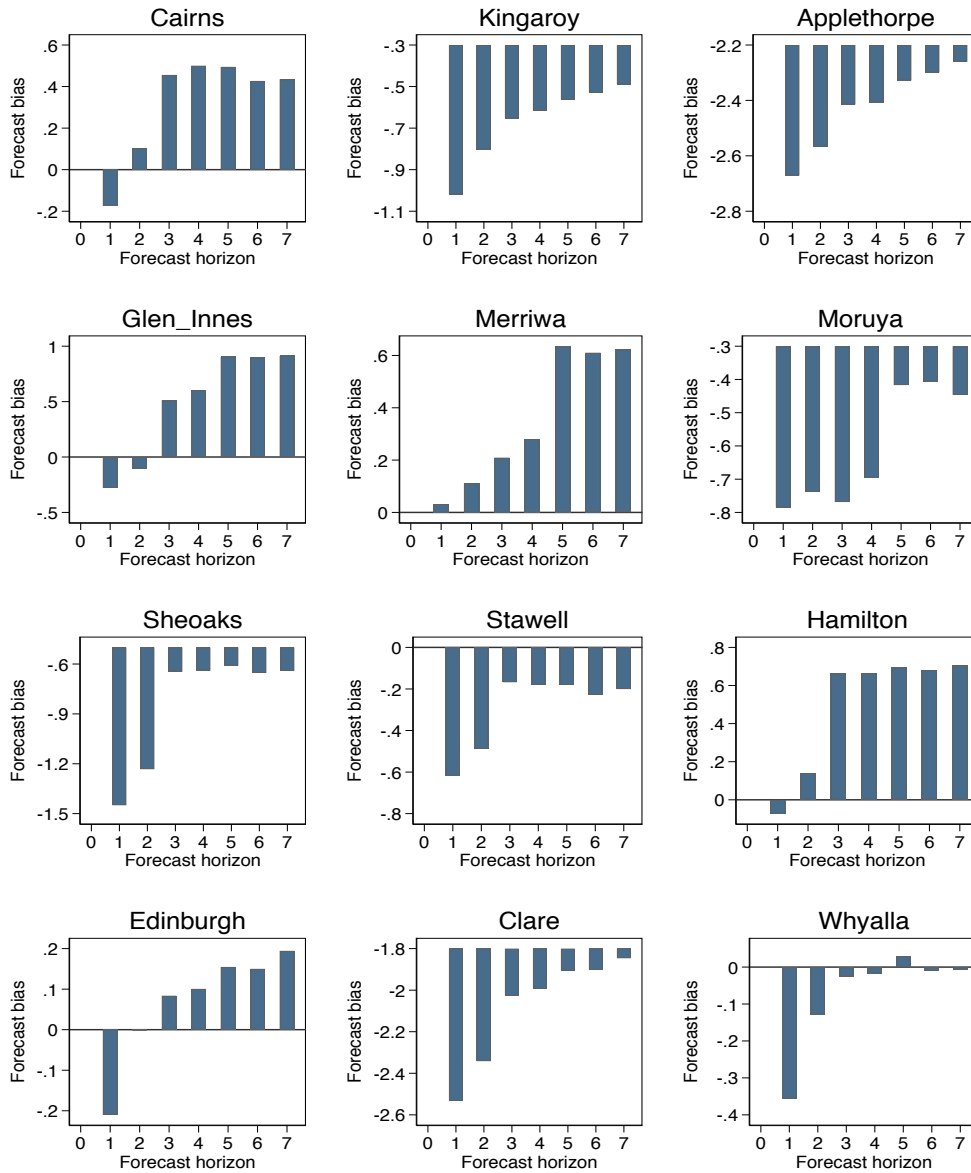 Cairns
Forecast bias
.6
.4
.2
0
-.2
0 1 2 3 4 5 6 7
Forecast horizon
Kingaroy
Forecast bias
-.3
-.5
-.7
-.9
-1.1
0 1 2 3 4 5 6 7
Forecast horizon
Applethorpe
Forecast bias
-2.2
-2.4
-2.6
-2.8
0 1 2 3 4 5 6 7
Forecast horizon
Glen_Innes
Forecast bias
1
.5
0
-.5
0 1 2 3 4 5 6 7
Forecast horizon
Merriwa
Forecast bias
.6
.4
.2
0
0 1 2 3 4 5 6 7
Forecast horizon
Moruya
Forecast bias
-.3
-.4
-.5
-.6
-.7
-.8
0 1 2 3 4 5 6 7
Forecast horizon
Sheoaks
Forecast bias
-.6
-.9
-1.2
-1.5
0 1 2 3 4 5 6 7
Forecast horizon
Stawell
Forecast bias
0
-.2
-.4
-.6
-.8
0 1 2 3 4 5 6 7
Forecast horizon
Hamilton
Forecast bias
.8
.6
.4
.2
0
0 1 2 3 4 5 6 7
Forecast horizon
Edinburgh
Forecast bias
.2
.1
0
-.1
-.2
0 1 2 3 4 5 6 7
Forecast horizon
Clare
Forecast bias
-1.8
-2
-2.2
-2.4
-2.6
0 1 2 3 4 5 6 7
Forecast horizon
Whyalla
Forecast bias
0
-.1
-.2
-.3
-.4
0 1 2 3 4 5 6 7
Forecast horizon